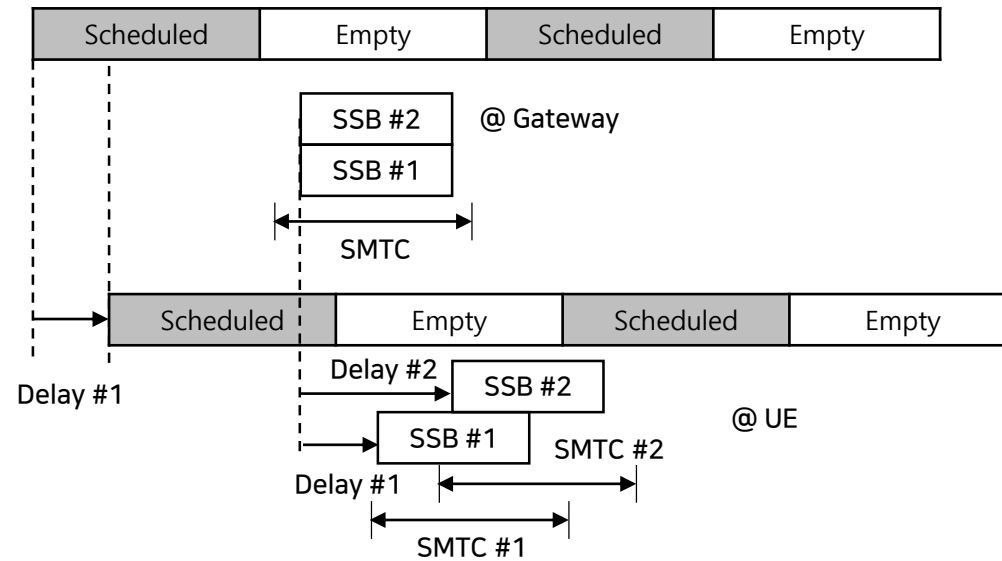 Scheduled Empty Scheduled Empty
SSB #2 @ Gateway
SSB #1
SMTC
Scheduled Empty Scheduled Empty
Delay #2 SSB #2
Delay #1
@ UE
SSB #1 SMTC #2
Delay #1
SMTC #1